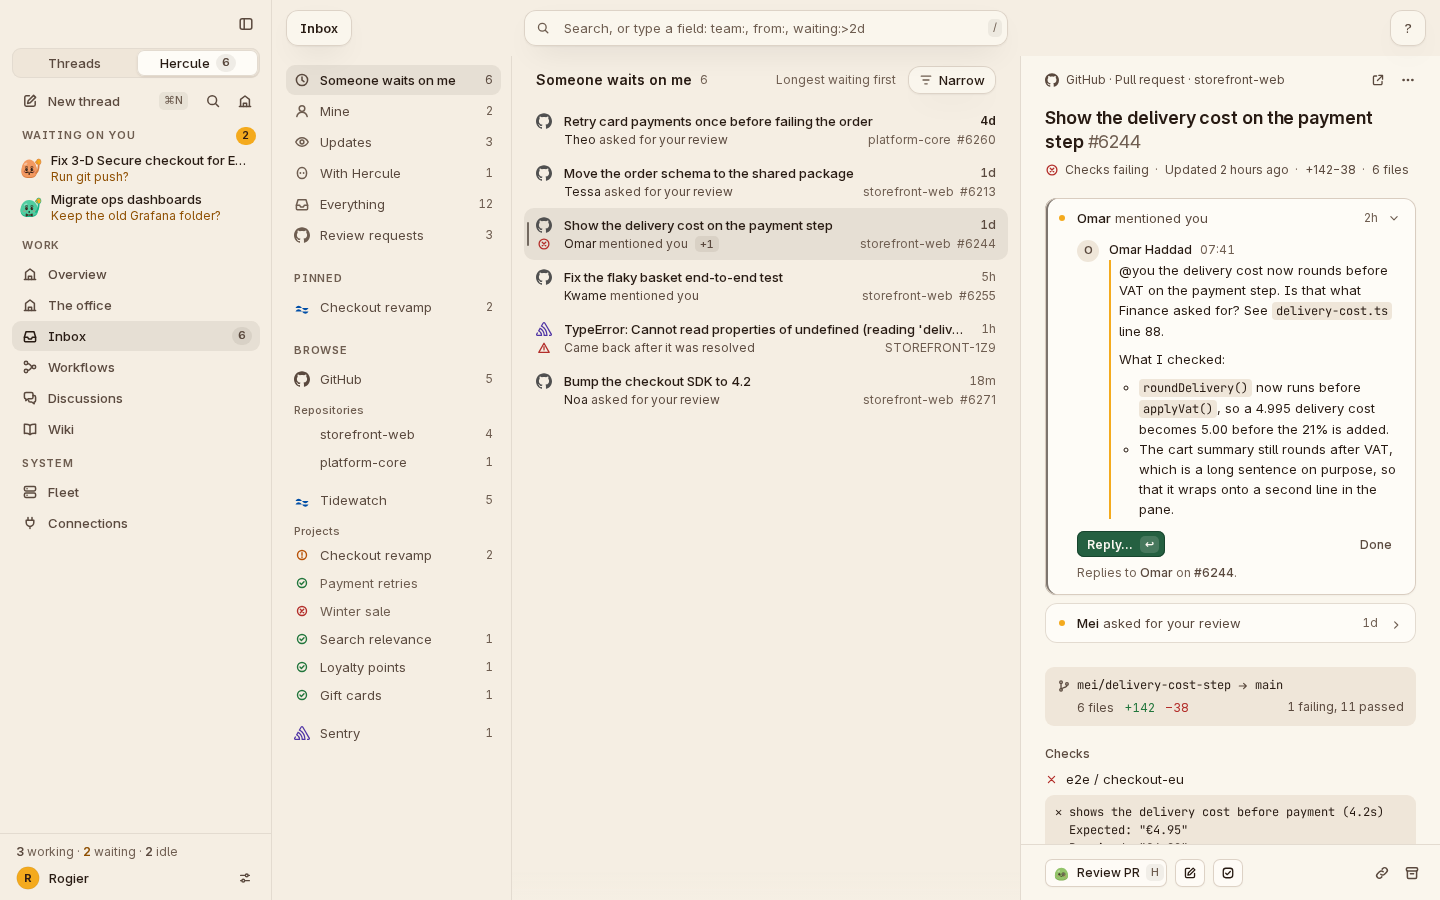 Threads
Hercule 6
New thread ⌘N
WAITING ON YOU 2
Fix 3-D Secure checkout for E…
Run git push?
Migrate ops dashboards
Keep the old Grafana folder?
WORK
Overview
The office
Inbox 6
Workflows
Discussions
Wiki
SYSTEM
Fleet
Connections
3 working · 2 waiting · 2 idle
R Rogier
Inbox
Someone waits on me 6
Mine 2
Updates 3
With Hercule 1
Everything 12
Review requests 3
PINNED
Checkout revamp 2
BROWSE
GitHub 5
Repositories
storefront-web 4
platform-core 1
Tidewatch 5
Projects
Checkout revamp 2
Payment retries
Winter sale
Search relevance 1
Loyalty points 1
Gift cards 1
Sentry 1
Search, or type a field: team:, from:, waiting:>2d /
?
Someone waits on me 6 Longest waiting first Narrow
Retry card payments once before failing the order 4d
Theo asked for your review platform-core #6260
Move the order schema to the shared package 1d
Tessa asked for your review storefront-web #6213
Show the delivery cost on the payment step 1d
Omar mentioned you +1 storefront-web #6244
Fix the flaky basket end-to-end test 5h
Kwame mentioned you storefront-web #6255
TypeError: Cannot read properties of undefined (reading 'deliv… 1h
Came back after it was resolved STOREFRONT-1Z9
Bump the checkout SDK to 4.2 18m
Noa asked for your review storefront-web #6271
GitHub · Pull request · storefront-web
Show the delivery cost on the payment
step #6244
Checks failing · Updated 2 hours ago · +142−38 · 6 files
Omar mentioned you 2h
O Omar Haddad 07:41
@you the delivery cost now rounds before
VAT on the payment step. Is that what
Finance asked for? See delivery-cost.ts
line 88.
What I checked:
roundDelivery() now runs before
applyVat(), so a 4.995 delivery cost
becomes 5.00 before the 21% is added.
The cart summary still rounds after VAT,
which is a long sentence on purpose, so
that it wraps onto a second line in the
pane.
Reply… ↩ Done
Replies to Omar on #6244.
Mei asked for your review 1d
mei/delivery-cost-step → main
6 files +142 −38 1 failing, 11 passed
Checks
e2e / checkout-eu
× shows the delivery cost before payment (4.2s)
Expected: "€4.95"
Review PR H